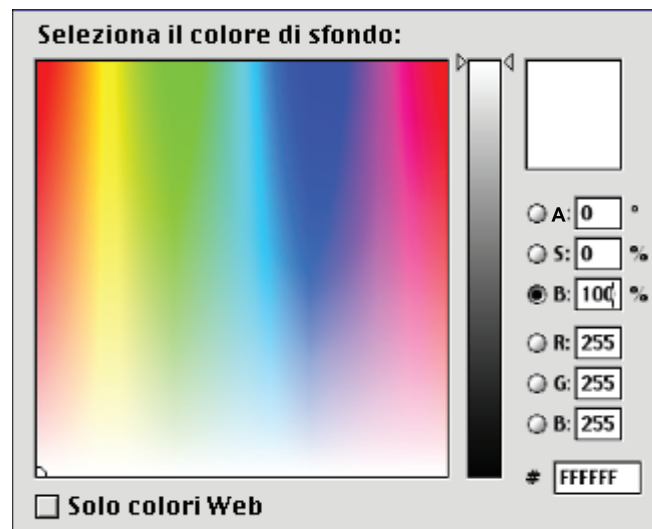 Seleziona il colore di sfondo:
A: 0 °
S: 0 %
B: 100 %
R: 255
G: 255
B: 255
# FFFFFF
Solo colori Web